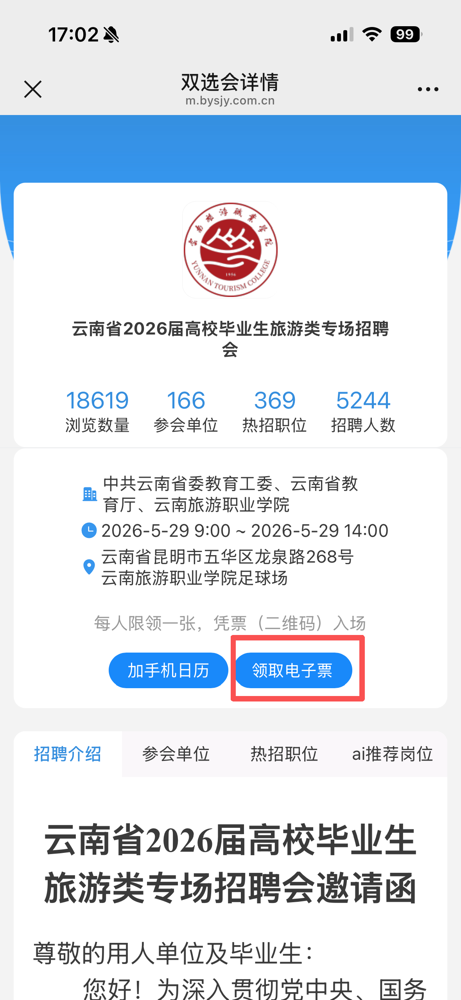 17:02
99
双选会详情
m.bysjy.com.cn
云南旅游职业学院
YUNNAN TOURISM COLLEGE
1956
云南省2026届高校毕业生旅游类专场招聘
会
18619 166 369 5244
浏览数量 参会单位 热招职位 招聘人数
中共云南省委教育工委、云南省教
育厅、云南旅游职业学院
2026-5-29 9:00 ~ 2026-5-29 14:00
云南省昆明市五华区龙泉路268号
云南旅游职业学院足球场
每人限领一张，凭票（二维码）入场
加手机日历 领取电子票
招聘介绍 参会单位 热招职位 ai推荐岗位
云南省2026届高校毕业生
旅游类专场招聘会邀请函
尊敬的用人单位及毕业生：
您好！为深入贯彻党中央、国务